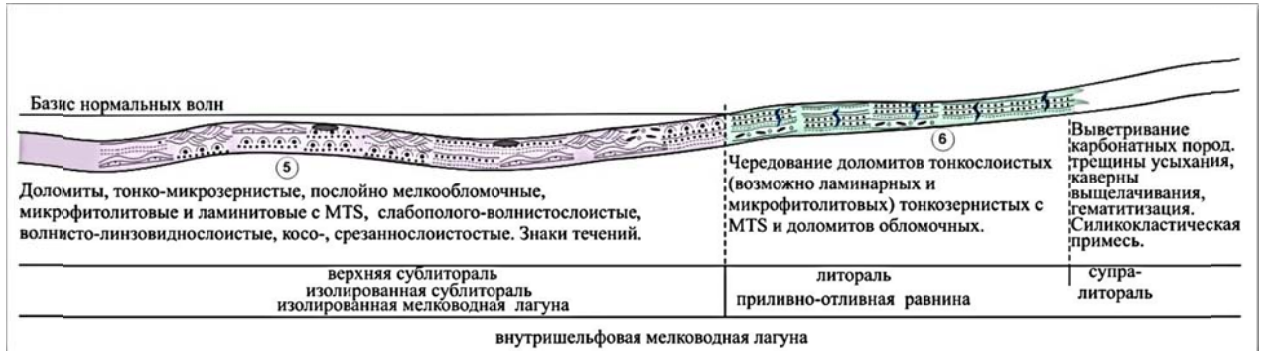 Базис нормальных волн
5
6
Доломиты, тонко-микрозернистые, послойно мелкообломочные,
микрофитолитовые и ламинитовые с MTS, слабополого-волнистослоистые,
волнисто-линзовиднослоистые, косо-, срезаннослоистостые. Знаки течений.
Чередование доломитов тонкослоистых
(возможно ламинарных и
микрофитолитовых) тонкозернистых с
MTS и доломитов обломочных.
Выветривание
карбонатных пород.
трещины усыхания,
каверны
выщелачивания,
гематитизация.
Силикокластическая
примесь.
верхняя сублитораль
изолированная сублитораль
изолированная мелководная лагуна
литораль
приливно-отливная равнина
супра-
литораль
внутришельфовая мелководная лагуна